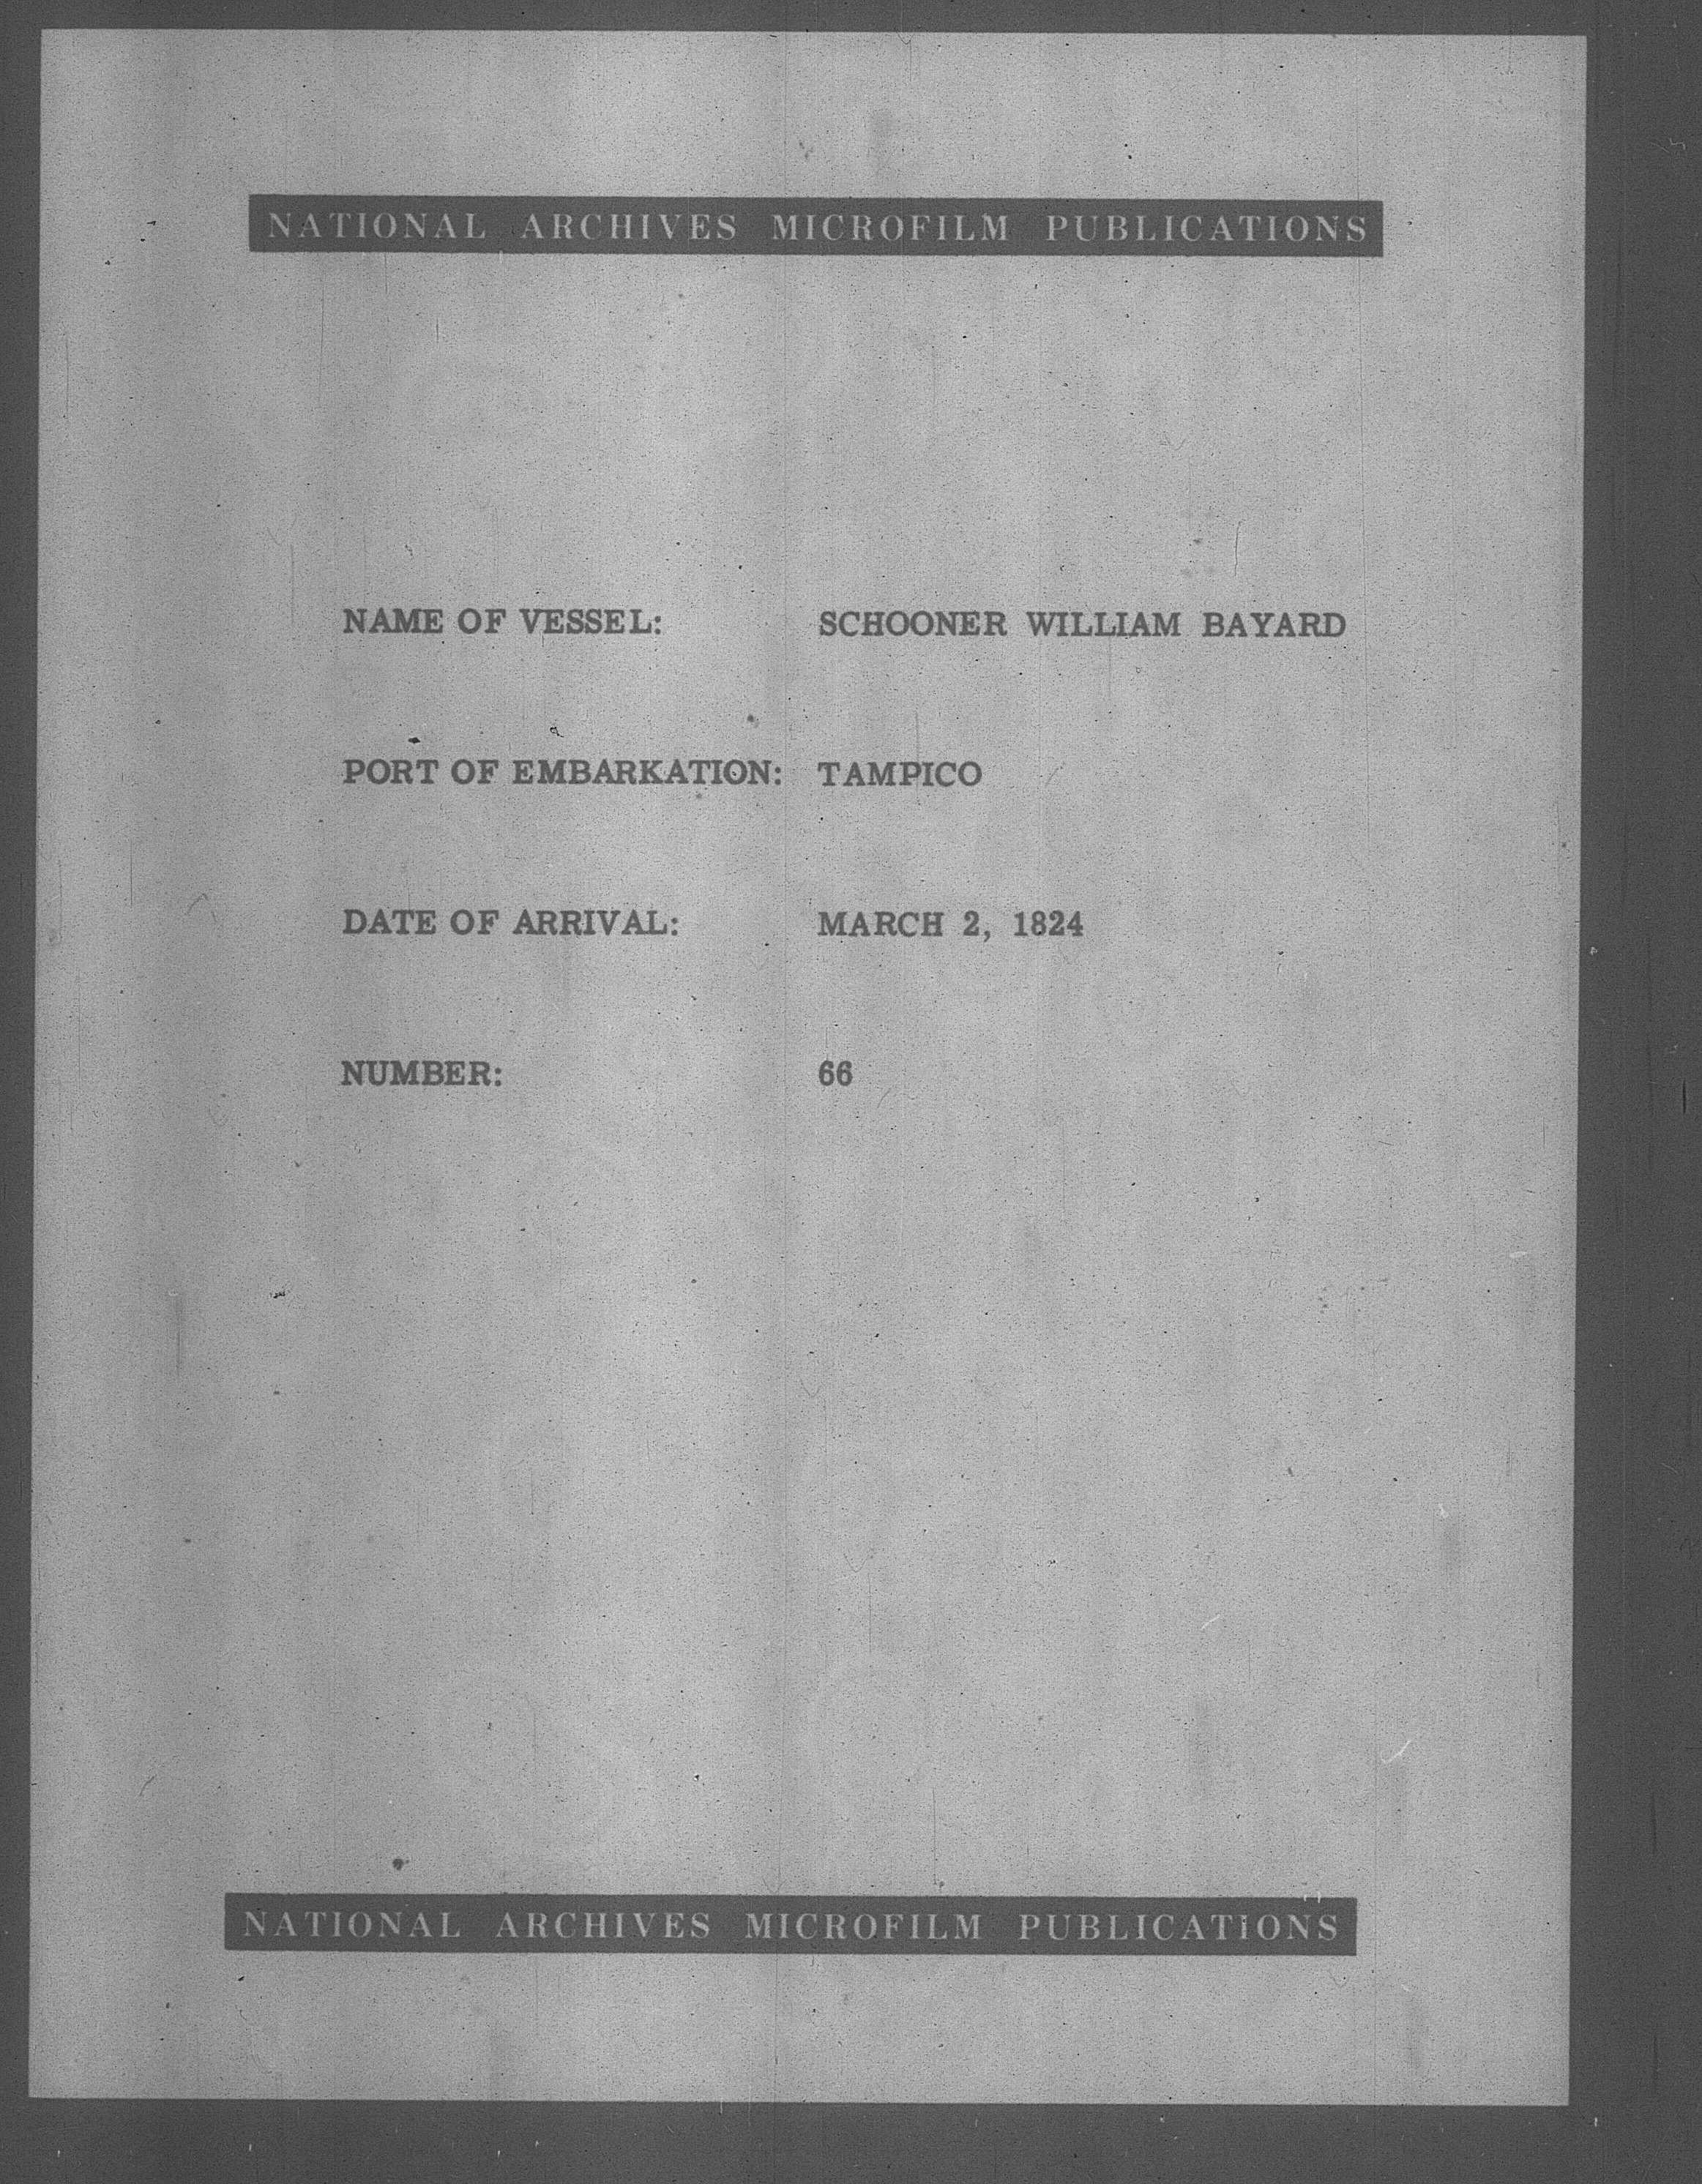 NATIONAL ARCHIVES MICROFILM PUBLICATIONS
NAME OF VESSEL: SCHOONER WILLIAM BAYARD
PORT OF EMBARKATION: TAMPICO
DATE OF ARRIVAL: MARCH 2, 1824
NUMBER: 66
NATIONAL ARCHIVES MICROFILM PUBLICATIONS